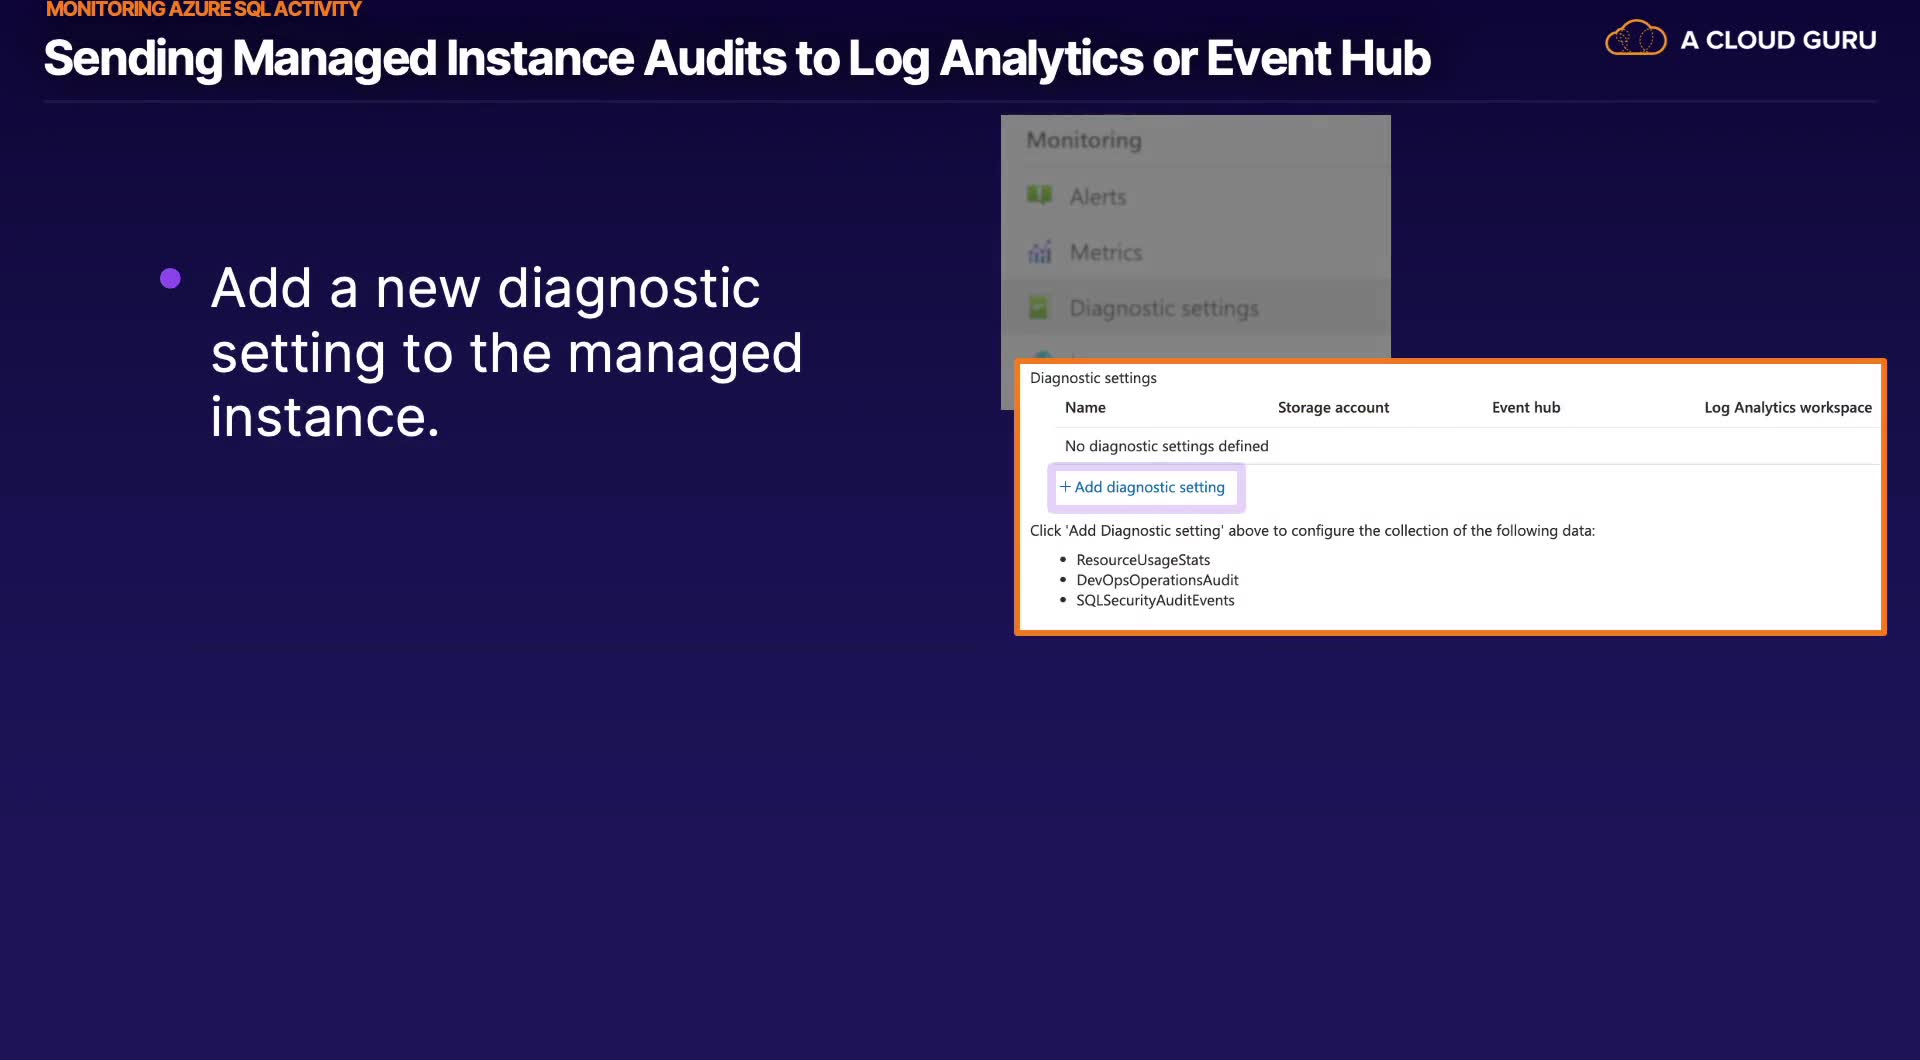 MONITORING AZURE SQL ACTIVITY
Sending Managed Instance Audits to Log Analytics or Event Hub
A CLOUD GURU
Add a new diagnostic
setting to the managed
instance.
Monitoring
Alerts
Metrics
Diagnostic settings
Diagnostic settings
Name Storage account Event hub Log Analytics workspace
No diagnostic settings defined
+ Add diagnostic setting
Click 'Add Diagnostic setting' above to configure the collection of the following data:
• ResourceUsageStats
• DevOpsOperationsAudit
• SQLSecurityAuditEvents